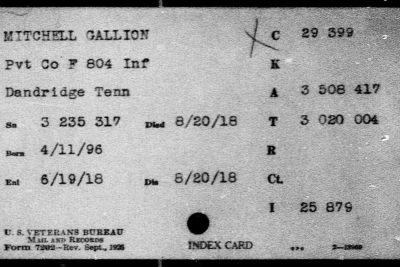 MITCHELL GALLION C 29 399
Pvt Co F 804 Inf K
Dandridge Tenn A 3 508 417
Sn 3 235 317 Died 8/20/18 T 3 020 004
Born 4/11/96 R
Enl 6/19/18 Dis 8/20/18 Ct.
I 25 879
U. S. VETERANS BUREAU
MAIL AND RECORDS
Form 7202—Rev. Sept., 1926 INDEX CARD